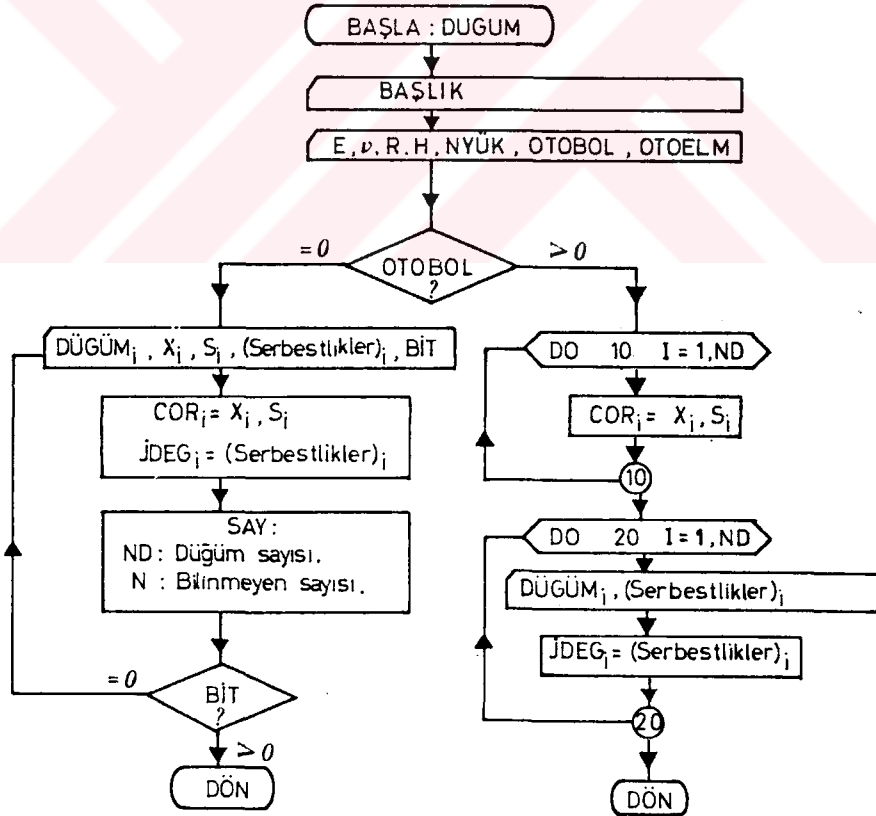 BAŞLA : DUGUM
BAŞLIK
E, ν, R. H, NYÜK, OTOBOL, OTOELM
OTOBOL
?
= 0
> 0
DÜGÜMi, Xi, Si, (Serbestlikler)i, BİT
CORi = Xi, Si
JDEGi = (Serbestlikler)i
SAY:
ND: Düğüm sayısı.
N : Bilinmeyen sayısı.
BİT
?
= 0
> 0
DÖN
DO 10 I = 1, ND
CORi = Xi, Si
10
DO 20 I = 1, ND
DÜGÜMi, (Serbestlikler)i
JDEGi = (Serbestlikler)i
20
DÖN